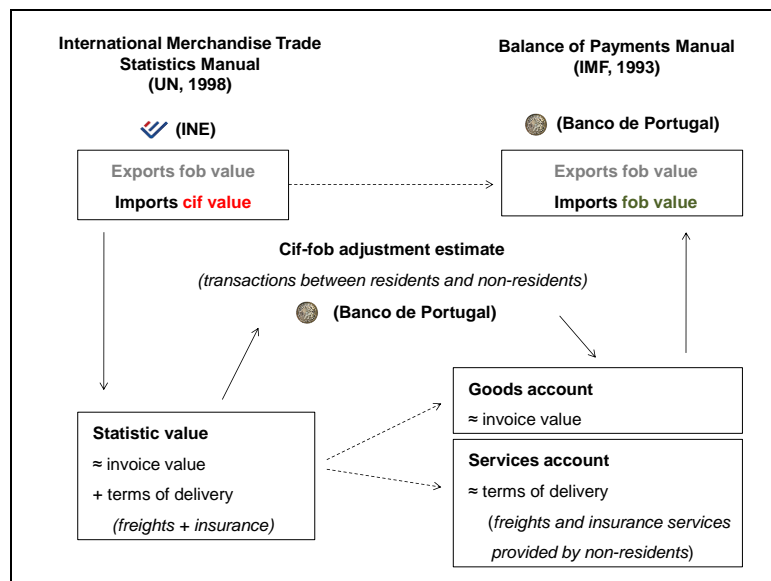 International Merchandise Trade
Statistics Manual
(UN, 1998)
Balance of Payments Manual
(IMF, 1993)
(INE)
(Banco de Portugal)
Exports fob value
Imports cif value
Exports fob value
Imports fob value
Cif-fob adjustment estimate
(transactions between residents and non-residents)
(Banco de Portugal)
Statistic value
≈ invoice value
+ terms of delivery
(freights + insurance)
Goods account
≈ invoice value
Services account
≈ terms of delivery
(freights and insurance services
provided by non-residents)